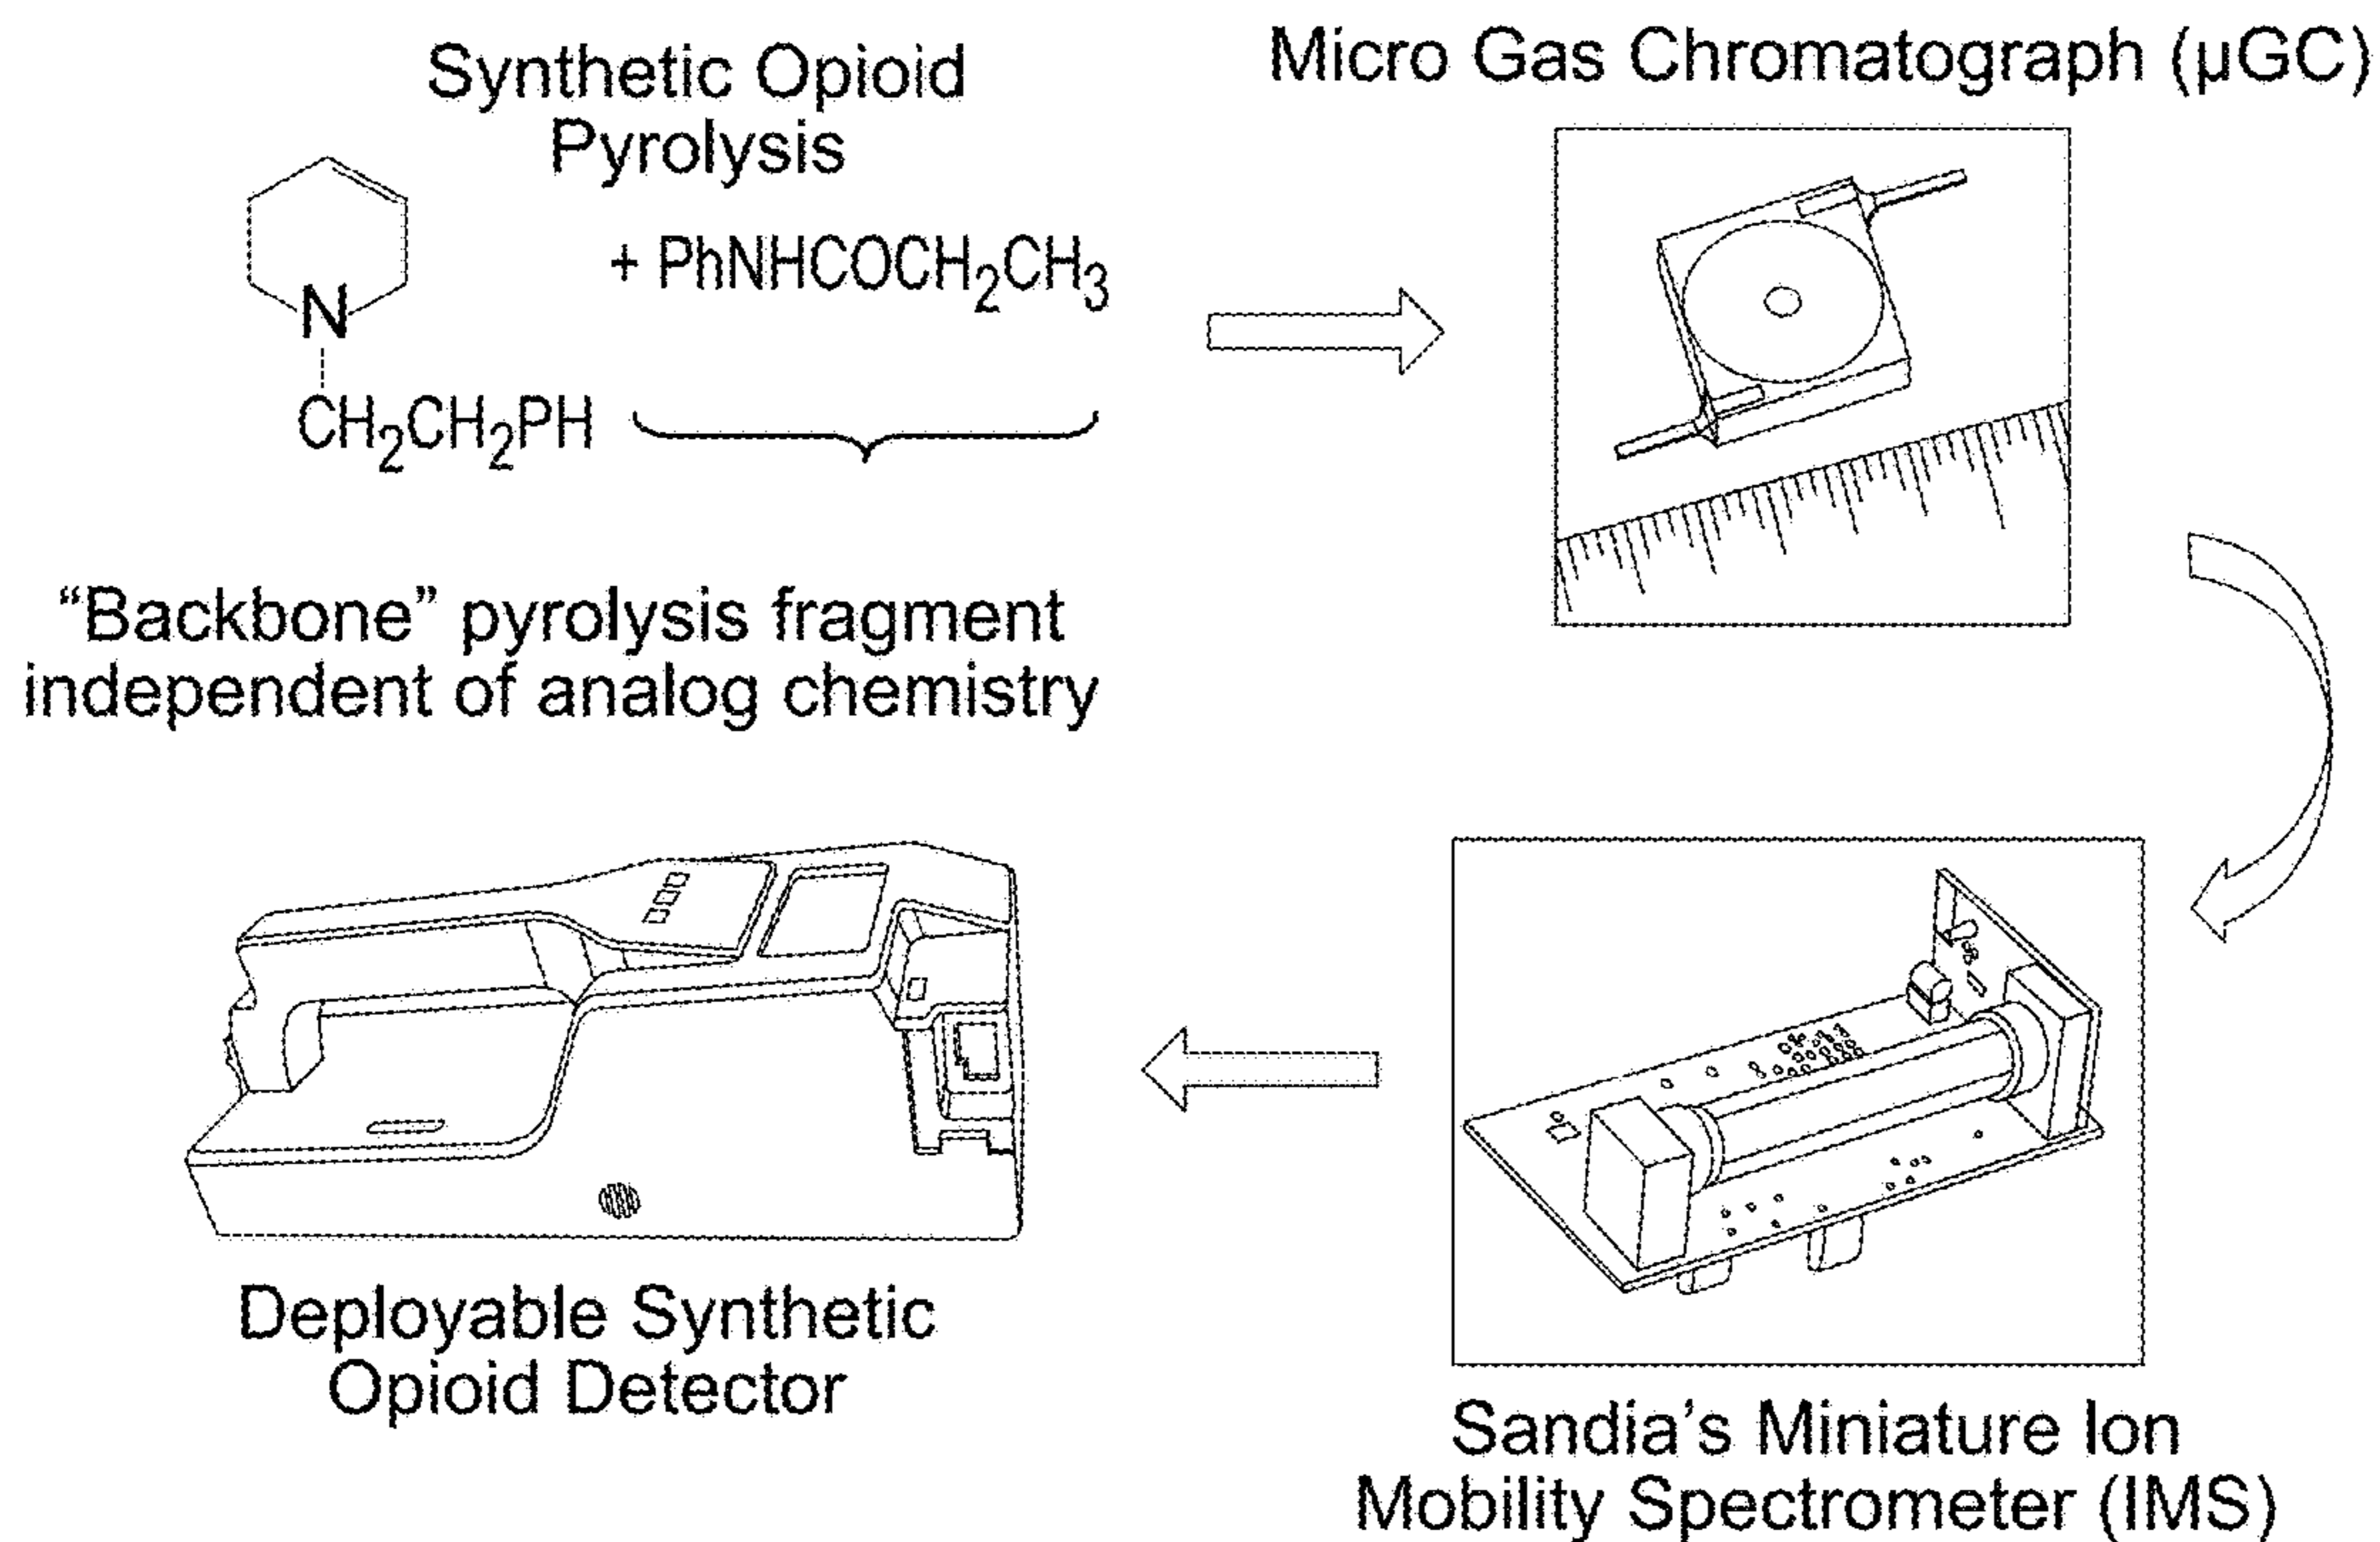 Synthetic Opioid
Pyrolysis
N
CH₂CH₂PH
+ PhNHCOCH₂CH₃
“Backbone” pyrolysis fragment
independent of analog chemistry
Micro Gas Chromatograph (µGC)
Sandia’s Miniature Ion
Mobility Spectrometer (IMS)
Deployable Synthetic
Opioid Detector